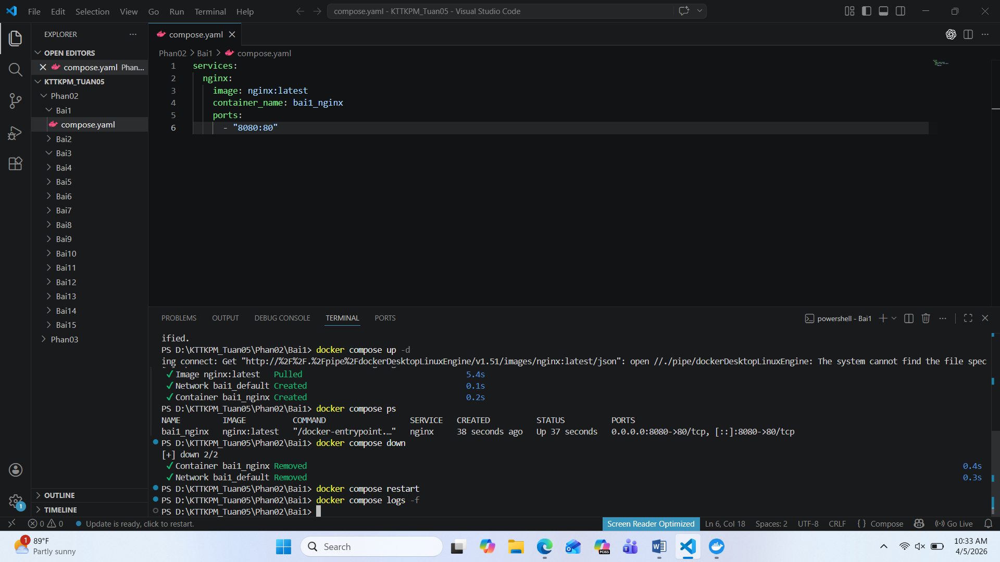 File Edit Selection View Go Run Terminal Help
compose.yaml - KTTKPM_Tuan05 - Visual Studio Code
EXPLORER
OPEN EDITORS
compose.yaml Phan...
KTTKPM_TUAN05
Phan02
Bai1
compose.yaml
Bai2
Bai3
Bai4
Bai5
Bai6
Bai7
Bai8
Bai9
Bai10
Bai11
Bai12
Bai13
Bai14
Bai15
Phan03
OUTLINE
TIMELINE
compose.yaml
Phan02 > Bai1 > compose.yaml
1 services:
2 nginx:
3 image: nginx:latest
4 container_name: bai1_nginx
5 ports:
6 - "8080:80"
PROBLEMS OUTPUT DEBUG CONSOLE TERMINAL PORTS
powershell - Bai1
ified.
PS D:\KTTKPM_Tuan05\Phan02\Bai1> docker compose up -d
ing connect: Get "http://%2F%2F.%2Fpipe%2FdockerDesktopLinuxEngine/v1.51/images/nginx:latest/json": open //./pipe/dockerDesktopLinuxEngine: The system cannot find the file spec
✓ Image nginx:latest Pulled 5.4s
✓ Network bai1_default Created 0.1s
✓ Container bai1_nginx Created 0.2s
PS D:\KTTKPM_Tuan05\Phan02\Bai1> docker compose ps
NAME IMAGE COMMAND SERVICE CREATED STATUS PORTS
bai1_nginx nginx:latest "/docker-entrypoint.…" nginx 38 seconds ago Up 37 seconds 0.0.0.0:8080->80/tcp, [::]:8080->80/tcp
PS D:\KTTKPM_Tuan05\Phan02\Bai1> docker compose down
[+] down 2/2
✓ Container bai1_nginx Removed 0.4s
✓ Network bai1_default Removed 0.3s
PS D:\KTTKPM_Tuan05\Phan02\Bai1> docker compose restart
PS D:\KTTKPM_Tuan05\Phan02\Bai1> docker compose logs -f
PS D:\KTTKPM_Tuan05\Phan02\Bai1>
1
0 0 Update is ready, click to restart.
Screen Reader Optimized Ln 6, Col 18 Spaces: 2 UTF-8 CRLF { } Compose Go Live
1
89°F
Partly sunny
Search
M365
10:33 AM
4/5/2026